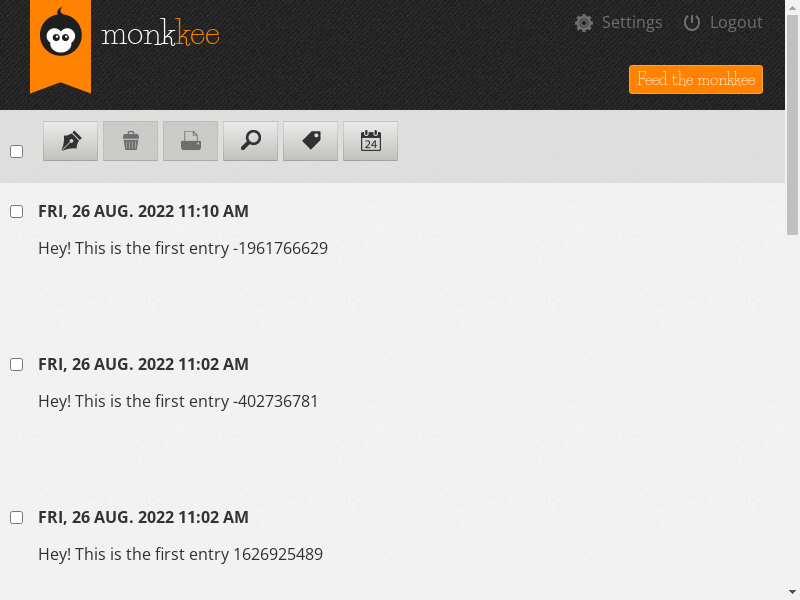 monkkee
Settings
Logout
Feed the monkkee
24
FRI, 26 AUG. 2022 11:10 AM
Hey! This is the first entry -1961766629
FRI, 26 AUG. 2022 11:02 AM
Hey! This is the first entry -402736781
FRI, 26 AUG. 2022 11:02 AM
Hey! This is the first entry 1626925489